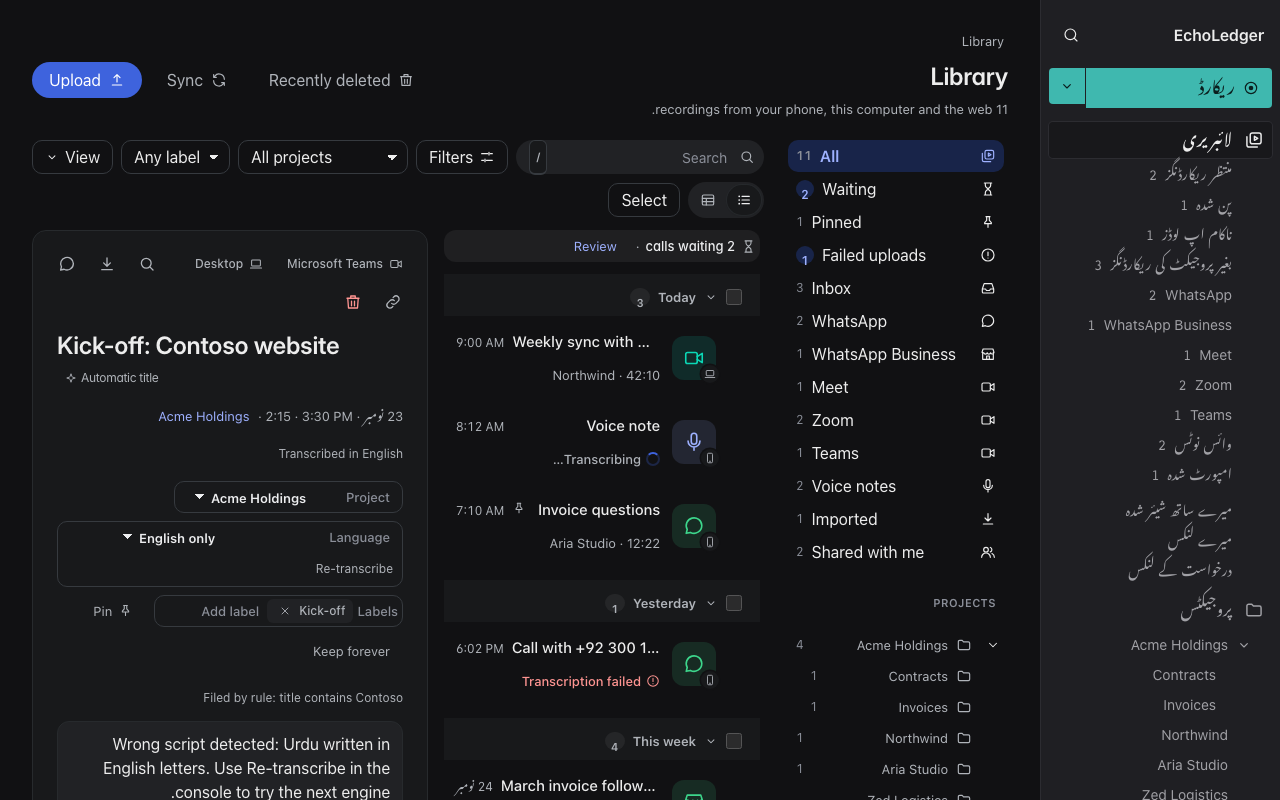 EchoLedger
ریکارڈ
لائبریری
منتظر ریکارڈنگز 2
پن شدہ 1
ناکام اپ لوڈز 1
بغیر پروجیکٹ کی ریکارڈنگز 3
WhatsApp 2
WhatsApp Business 1
Meet 1
Zoom 2
Teams 1
وائس نوٹس 2
امپورٹ شدہ 1
میرے ساتھ شیئر شدہ
میرے لنکس
درخواست کے لنکس
پروجیکٹس
Acme Holdings
Contracts
Invoices
Northwind
Aria Studio
Zed Logistics
Library
Library
11 recordings from your phone, this computer and the web.
Recently deleted
Sync
Upload
Search /
Filters
All projects
Any label
View
Select
All 11
Waiting 2
Pinned 1
Failed uploads 1
Inbox 3
WhatsApp 2
WhatsApp Business 1
Meet 1
Zoom 2
Teams 1
Voice notes 2
Imported 1
Shared with me 2
PROJECTS
Acme Holdings 4
Contracts 1
Invoices 1
Northwind 1
Aria Studio 1
Zed Logistics
2 calls waiting · Review
Today 3
Weekly sync with ... 9:00 AM
Northwind · 42:10
Voice note 8:12 AM
Transcribing...
Invoice questions 7:10 AM
Aria Studio · 12:22
Yesterday 1
Call with +92 300 1... 6:02 PM
Transcription failed
This week 4
March invoice follow... 24 نومبر
Microsoft Teams
Desktop
Kick-off: Contoso website
Automatic title
23 نومبر · 3:30 PM · 2:15 · Acme Holdings
Transcribed in English
Project Acme Holdings
Language English only
Re-transcribe
Labels Kick-off × Add label
Pin
Keep forever
Filed by rule: title contains Contoso
Wrong script detected: Urdu written in
English letters. Use Re-transcribe in the
console to try the next engine.